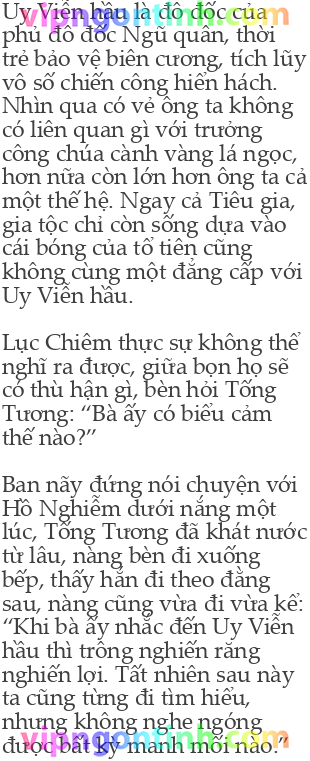 Uy Viễn hầu là đô đốc của
phủ đô đốc Ngũ quân, thời
trẻ bảo vệ biên cương, tích lũy
vô số chiến công hiển hách.
Nhìn qua có vẻ ông ta không
có liên quan gì với trưởng
công chúa cành vàng lá ngọc,
hơn nữa còn lớn hơn ông ta cả
một thế hệ. Ngay cả Tiêu gia,
gia tộc chỉ còn sống dựa vào
cái bóng của tổ tiên cũng
không cùng một đẳng cấp với
Uy Viễn hầu.
Lục Chiêm thực sự không thể
nghĩ ra được, giữa bọn họ sẽ
có thù hận gì, bèn hỏi Tống
Tương: “Bà ấy có biểu cảm
thế nào?”
Ban nãy đứng nói chuyện với
Hồ Nghiễm dưới nắng một
lúc, Tống Tương đã khát nước
từ lâu, nàng bèn đi xuống
bếp, thấy hắn đi theo đằng
sau, nàng cũng vừa đi vừa kể:
“Khi bà ấy nhắc đến Uy Viễn
hầu thì trông nghiến răng
nghiến lợi. Tất nhiên sau này
ta cũng từng đi tìm hiểu,
nhưng không nghe ngóng
được bất kỳ manh mối nào.”
vipngontinh.com
vipngontinh.com